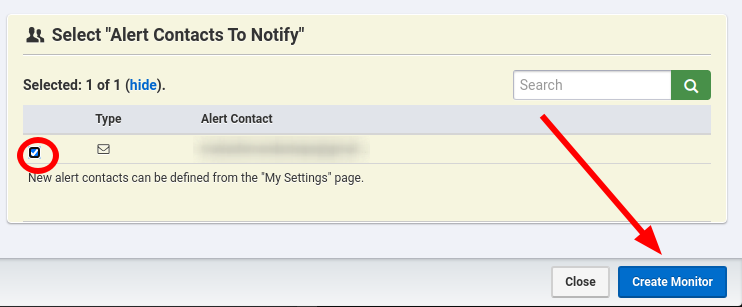 Select "Alert Contacts To Notify"
Selected: 1 of 1 (hide).
Search
Type Alert Contact
New alert contacts can be defined from the "My Settings" page.
Close Create Monitor